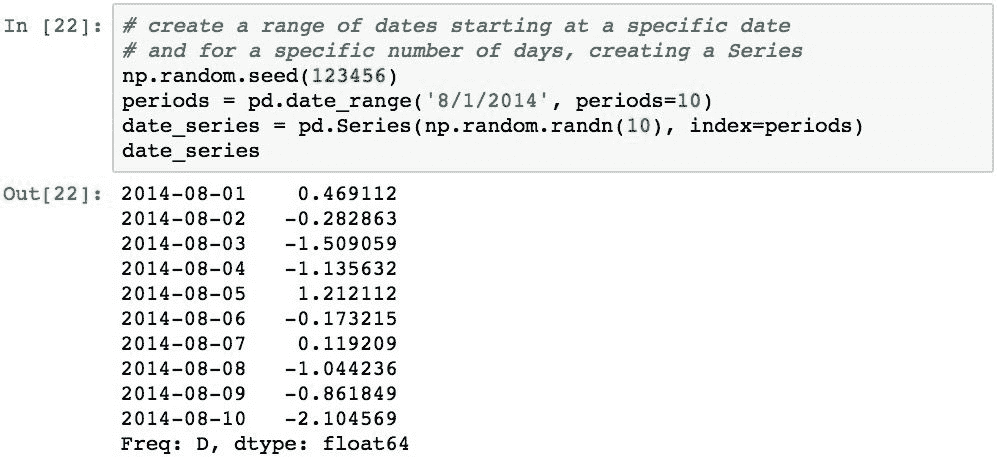 In [22]: # create a range of dates starting at a specific date
# and for a specific number of days, creating a Series
np.random.seed(123456)
periods = pd.date_range('8/1/2014', periods=10)
date_series = pd.Series(np.random.randn(10), index=periods)
date_series
Out[22]: 2014-08-01    0.469112
2014-08-02   -0.282863
2014-08-03   -1.509059
2014-08-04   -1.135632
2014-08-05    1.212112
2014-08-06   -0.173215
2014-08-07    0.119209
2014-08-08   -1.044236
2014-08-09   -0.861849
2014-08-10   -2.104569
Freq: D, dtype: float64